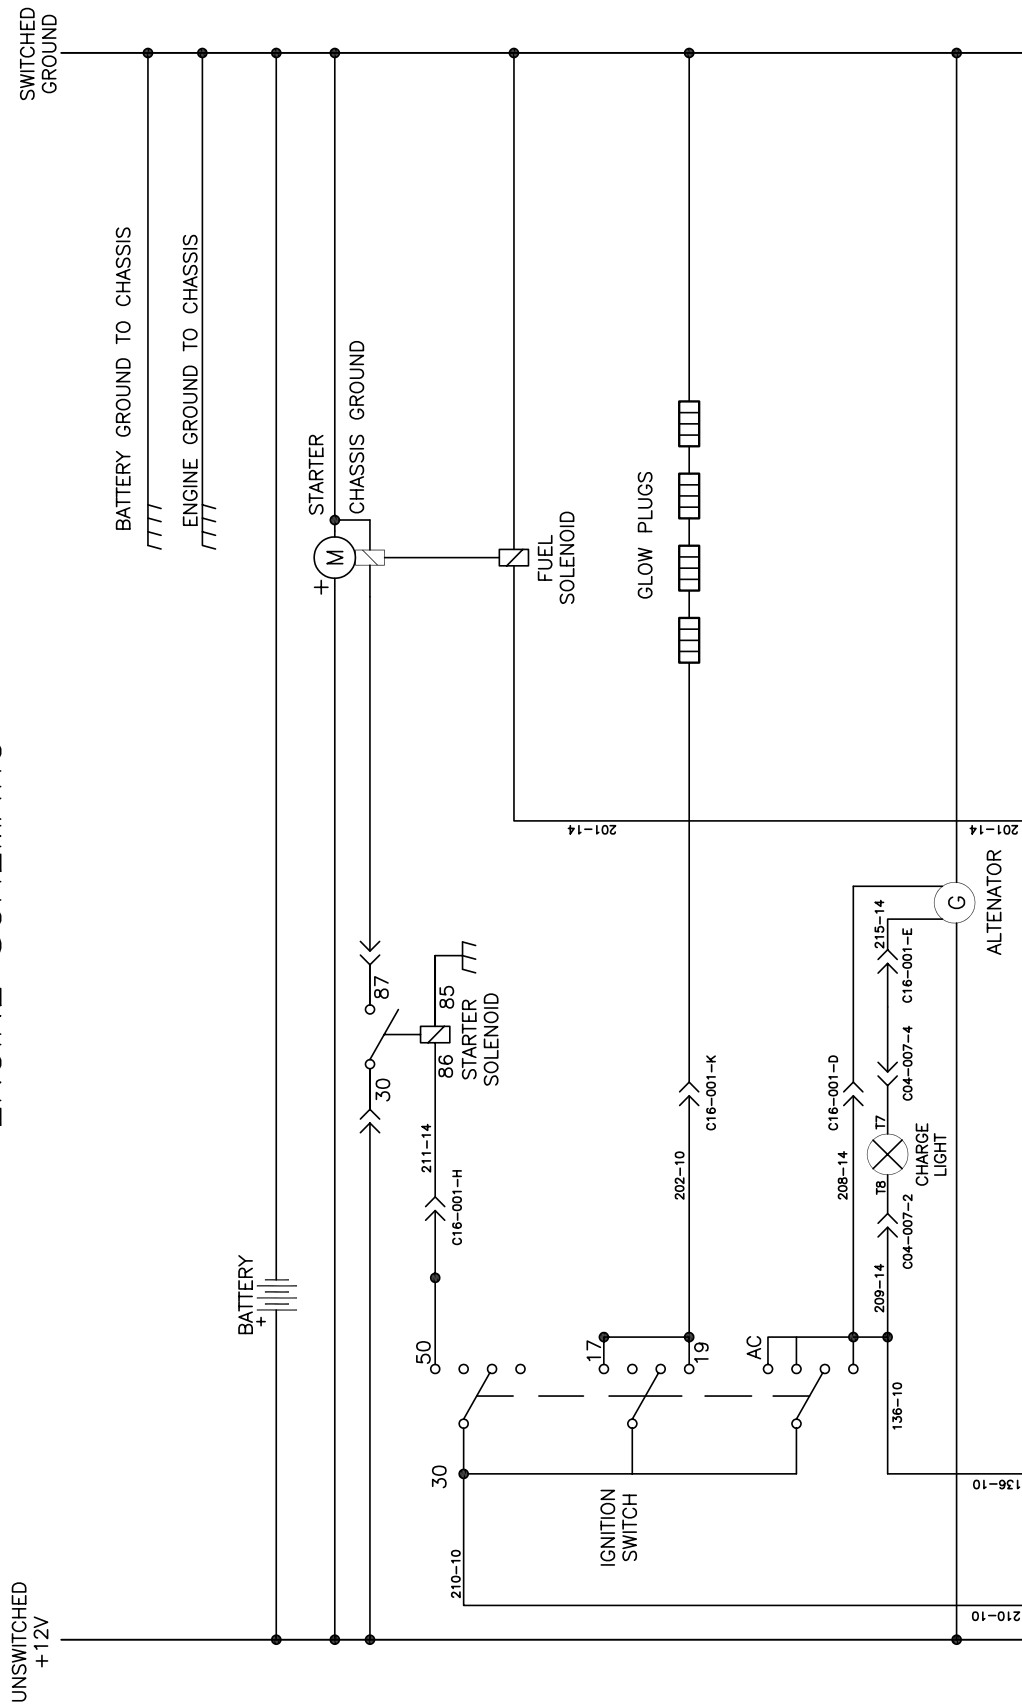 UNSWITCHED
+12V
SWITCHED
GROUND
BATTERY GROUND TO CHASSIS
ENGINE GROUND TO CHASSIS
BATTERY
+
STARTER
+
M
CHASSIS GROUND
30
87
86
85
STARTER
SOLENOID
50
C16-001-H
211-14
FUEL
SOLENOID
201-14
30
210-10
IGNITION
SWITCH
17
19
202-10
C16-001-K
GLOW PLUGS
AC
208-14
C16-001-D
209-14
C04-007-2
T8
T7
CHARGE
LIGHT
C04-007-4
C16-001-E
215-14
G
ALTENATOR
136-10
210-10
136-10
201-14